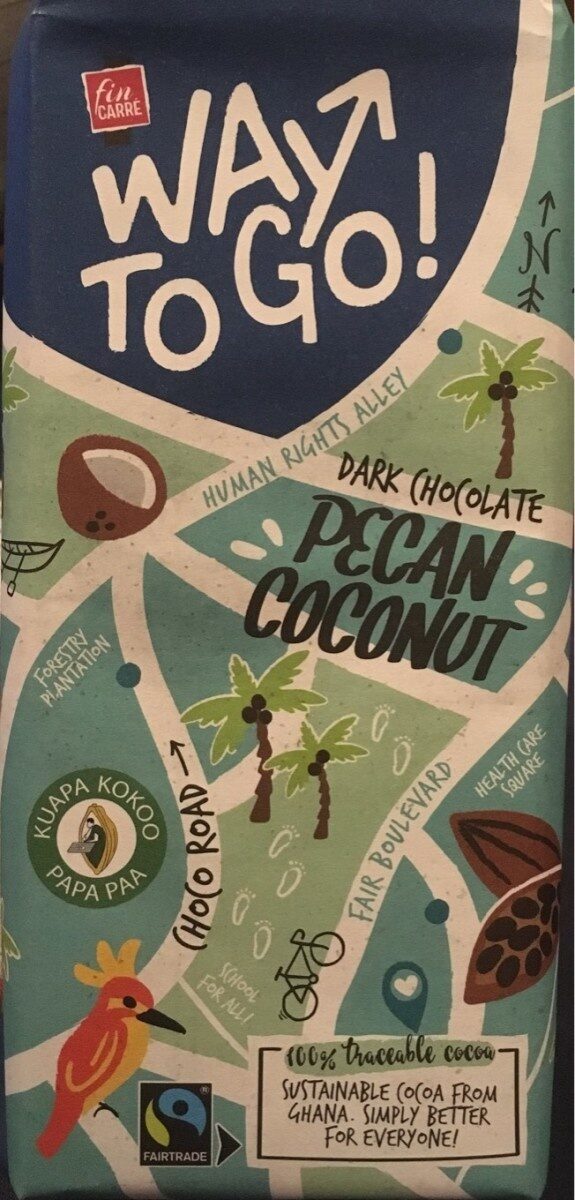 fin
CARRÉ
WAY
TO GO!
N
HUMAN RIGHTS ALLEY
DARK CHOCOLATE
PECAN
COCONUT
FORESTRY
PLANTATION
HEALTH CARE
SQUARE
KUAPA KOKOO
PAPA PAA
CHOCO ROAD
FAIR BOULEVARD
SCHOOL
FOR ALL!
100% traceable cocoa
SUSTAINABLE COCOA FROM
GHANA. SIMPLY BETTER
FOR EVERYONE!
®
FAIRTRADE